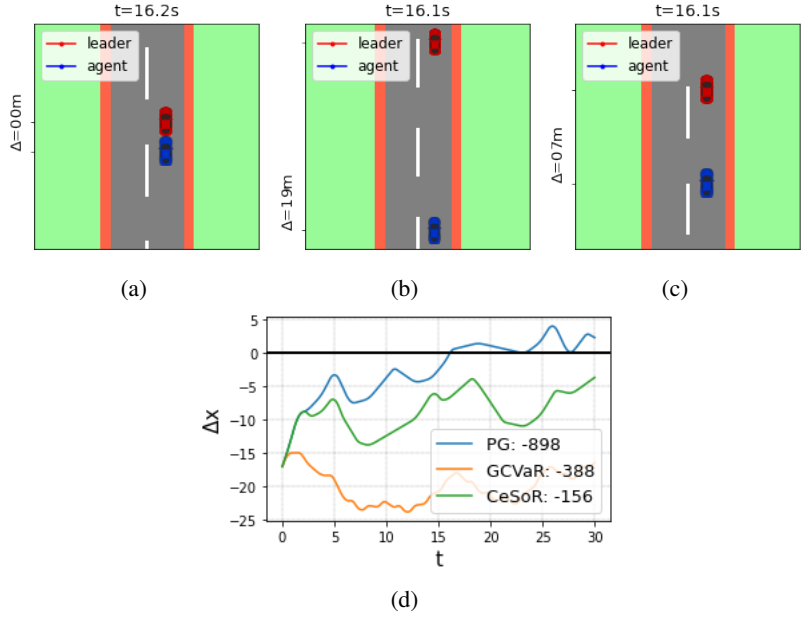 t=16.2s
leader
agent
Δ=00m
(a)
t=16.1s
leader
agent
Δ=19m
(b)
t=16.1s
leader
agent
Δ=07m
(c)
5
0
−5
−10
−15
−20
−25
Δx
PG: -898
GCVaR: -388
CeSoR: -156
0 5 10 15 20 25 30
t
(d)